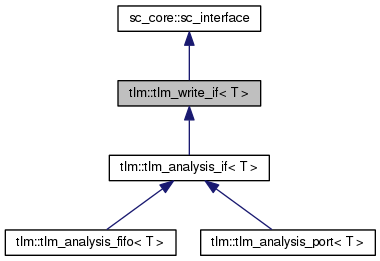 sc_core::sc_interface
tlm::tlm_write_if< T >
tlm::tlm_analysis_if< T >
tlm::tlm_analysis_fifo< T >
tlm::tlm_analysis_port< T >